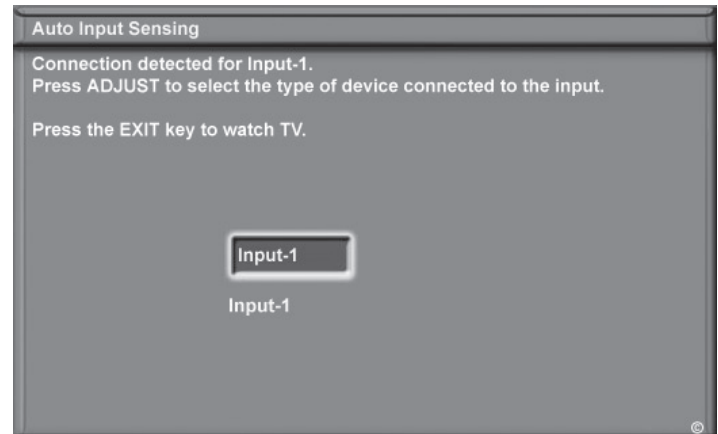 Auto Input Sensing
Connection detected for Input-1.
Press ADJUST to select the type of device connected to the input.
Press the EXIT key to watch TV.
Input-1
Input-1
©